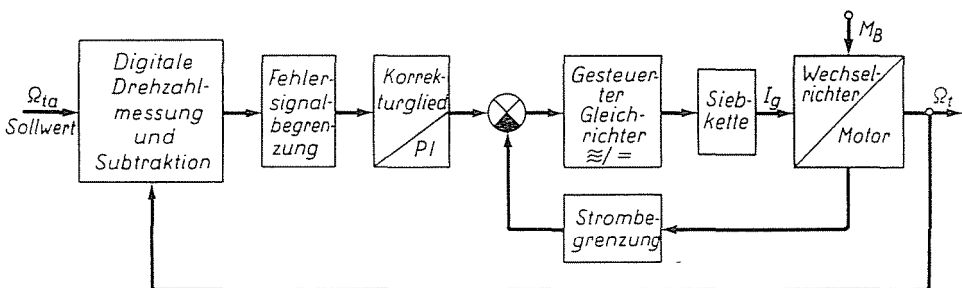 Ω_ta
Sollwert
Digitale
Drehzahl-
messung
und
Subtraktion
Fehler-
signal-
begren-
zung
Korrek-
turglied
PI
Gesteuer-
ter
Gleich-
richter
≋/=
Sieb-
kette
I_g
M_B
Wechsel-
richter
Motor
Ω_t
Strombe-
grenzung